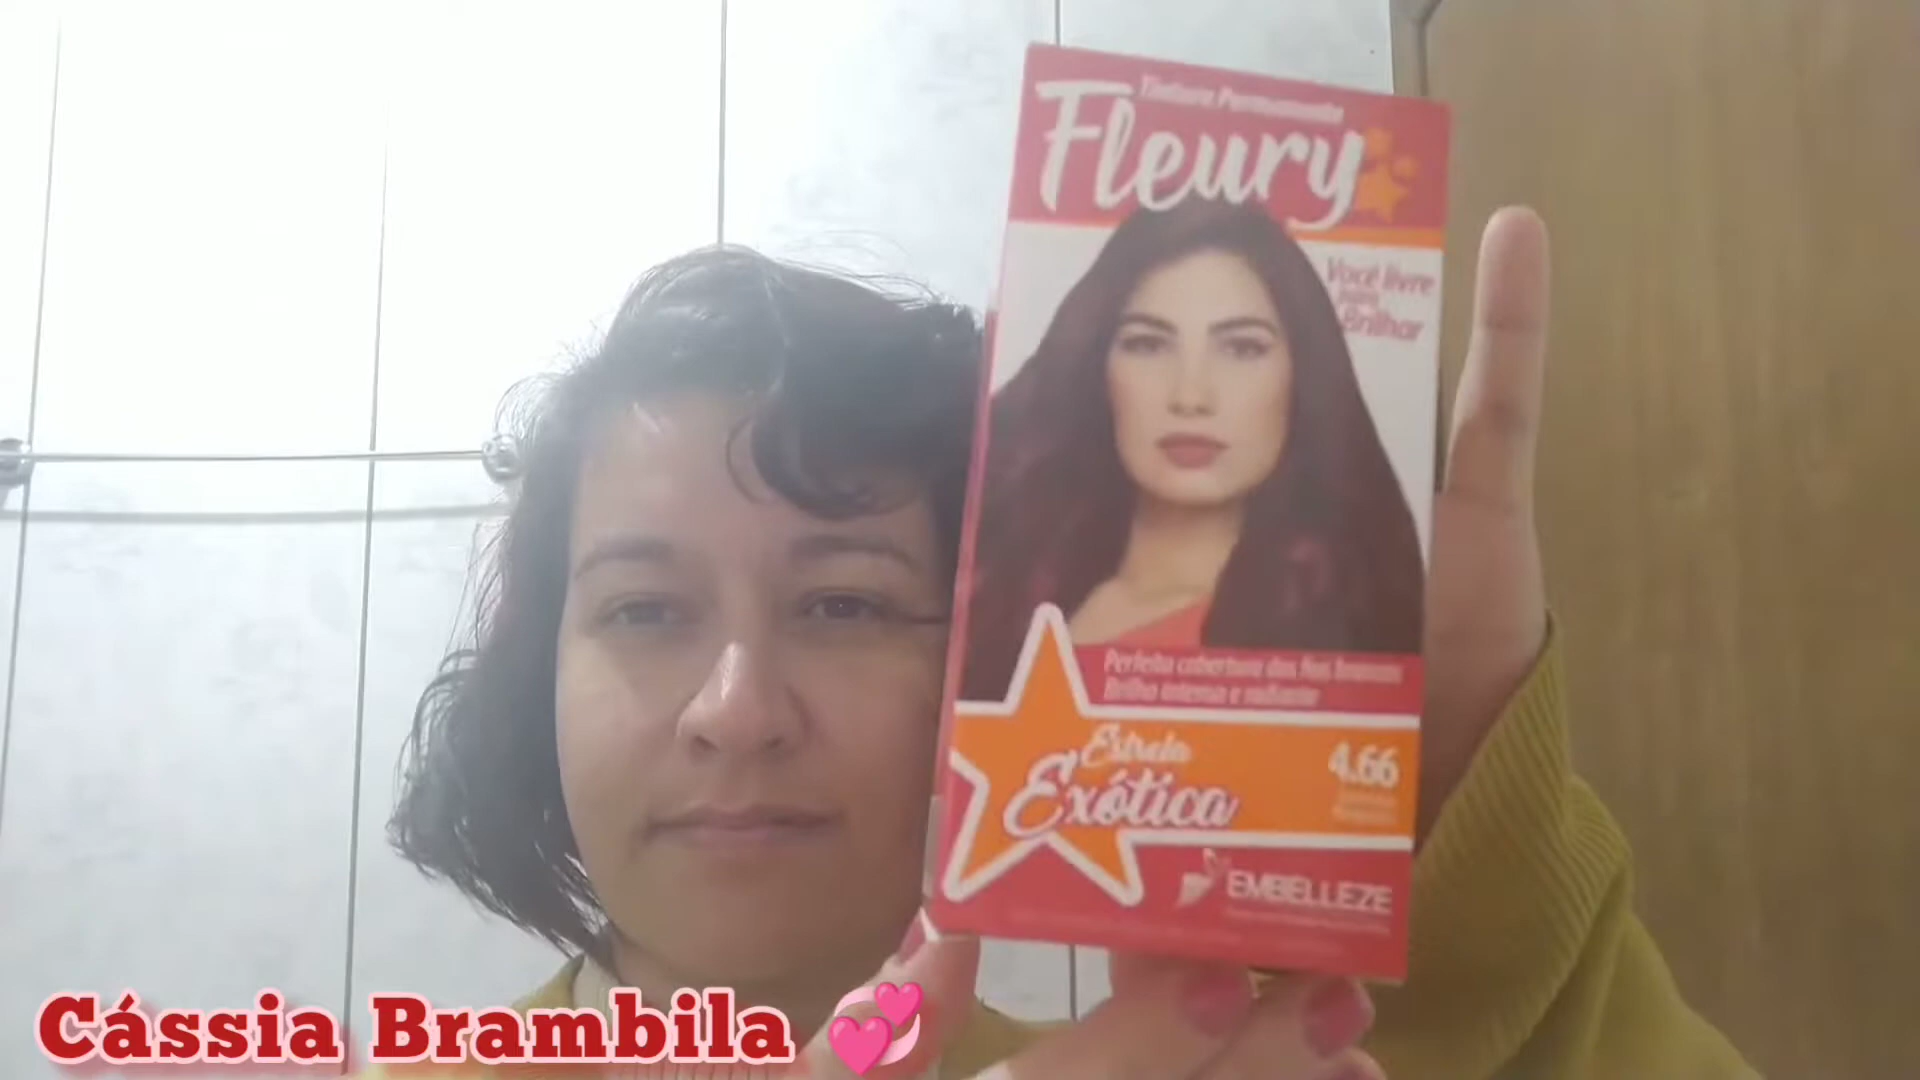 Tintura Permanente
Fleury
Você livre
para
Brilhar
Perfeita cobertura dos fios brancos
Brilho intenso e radiante
Estrela
Exótica
4.66
EMBELLEZE
Cássia Brambila